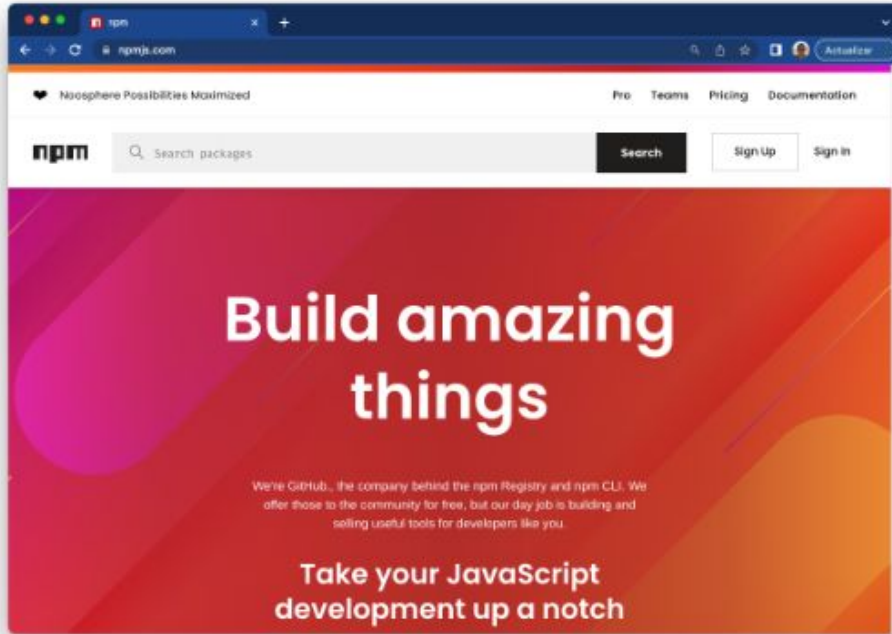 npm
npmjs.com
Actualizar
Noosphere Possibilities Maximized
Pro Teams Pricing Documentation
npm
Search packages
Search
Sign Up
Sign In
Build amazing
things
We're GitHub., the company behind the npm Registry and npm CLI. We
offer those to the community for free, but our day job is building and
selling useful tools for developers like you.
Take your JavaScript
development up a notch